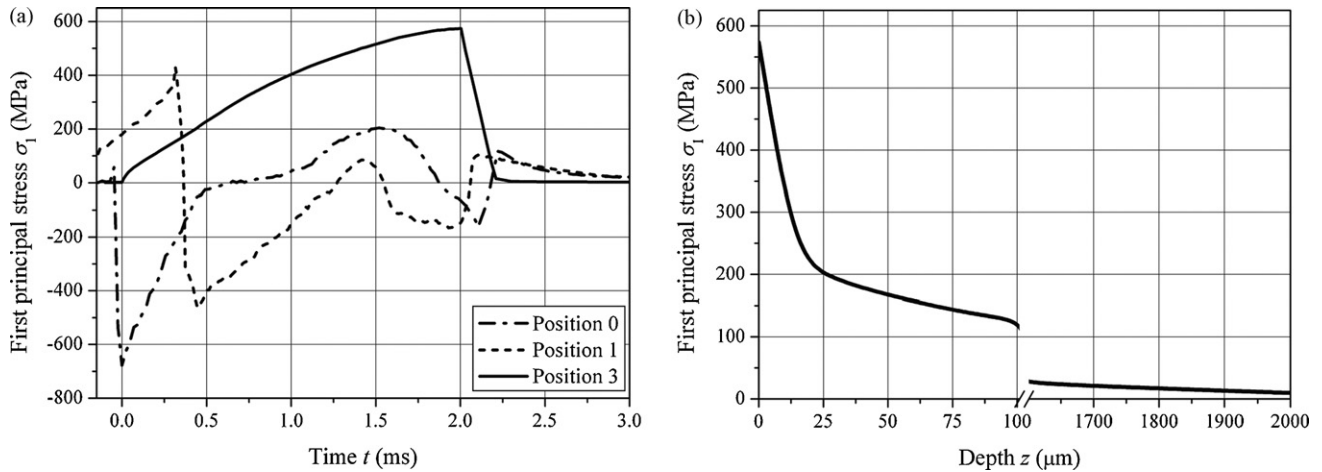 (a)
First principal stress σ1 (MPa)
600
400
200
0
-200
-400
-600
-800
0.0 0.5 1.0 1.5 2.0 2.5 3.0
Time t (ms)
Position 0
Position 1
Position 3
(b)
First principal stress σ1 (MPa)
600
500
400
300
200
100
0
0 25 50 75 100 1700 1800 1900 2000
Depth z (μm)